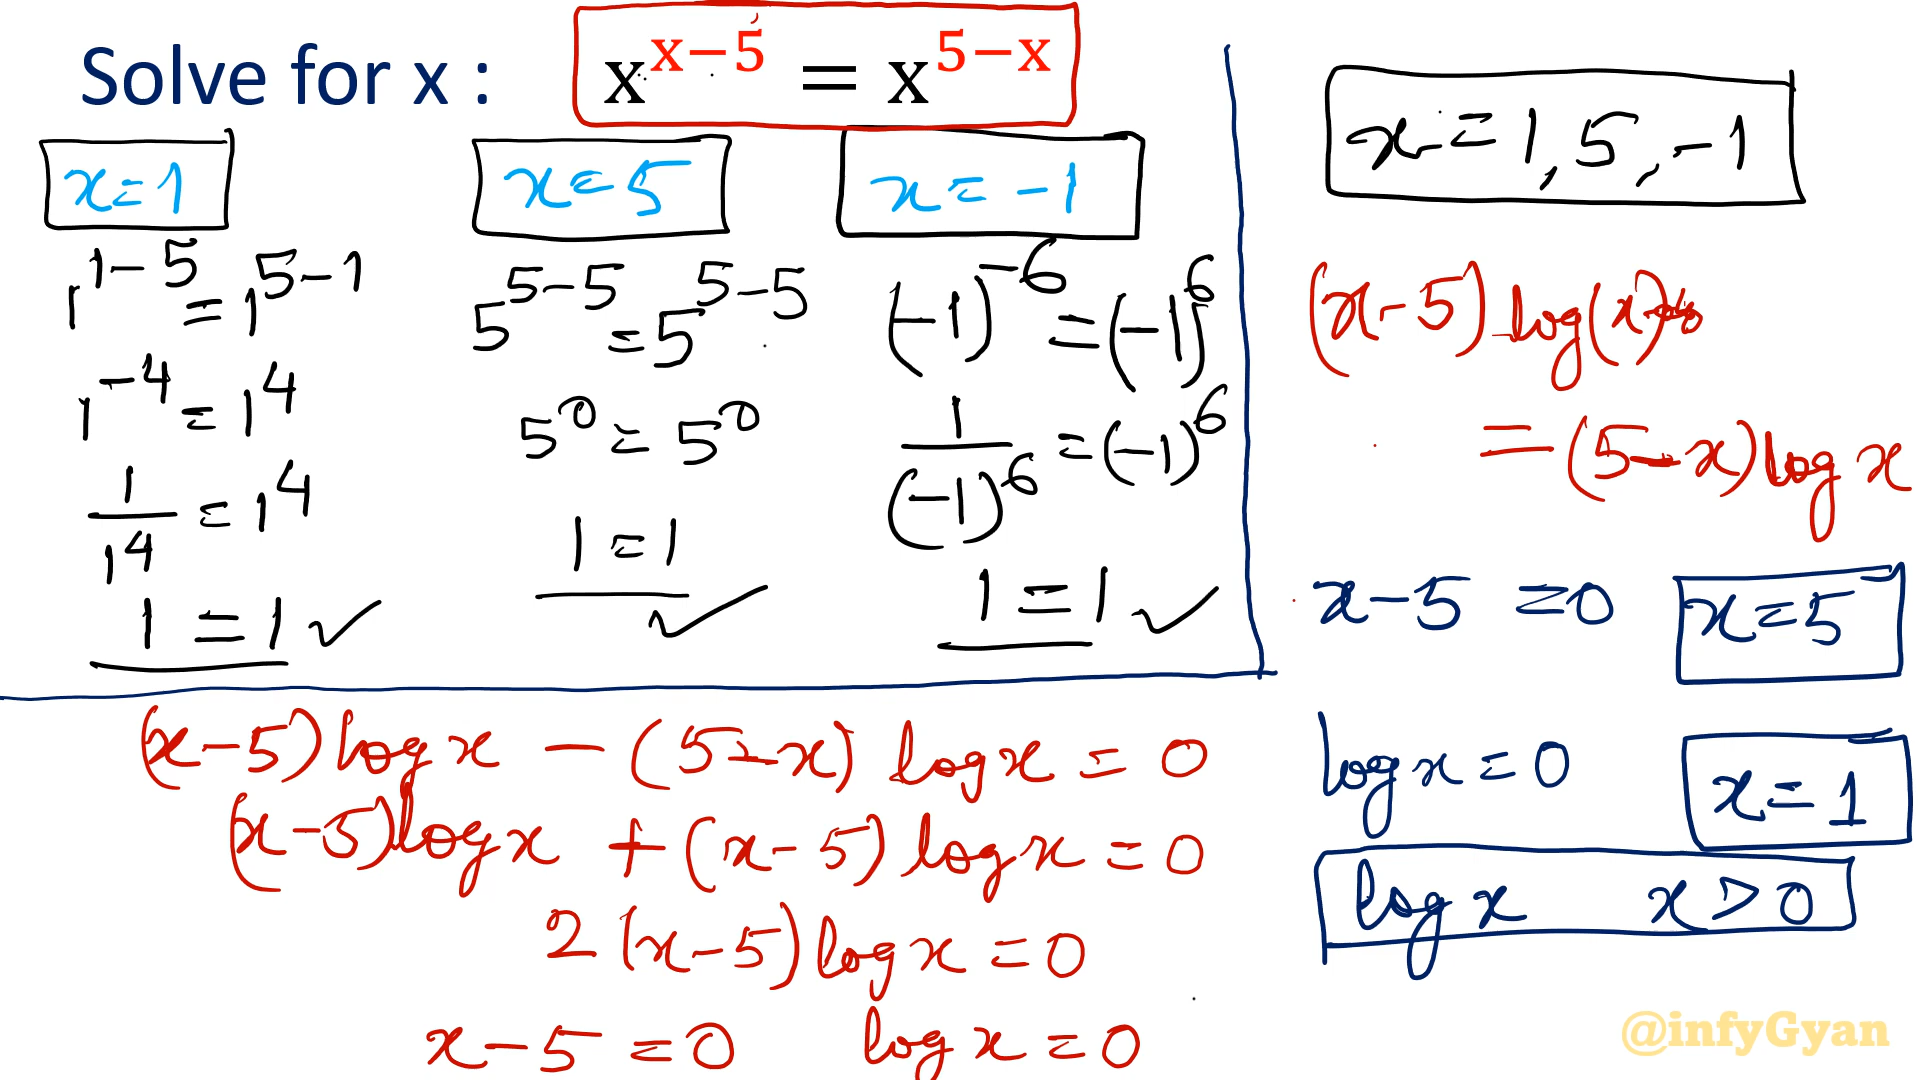 Solve for x : x^{x−5} = x^{5−x}
x=1
1^{1-5} = 1^{5-1}
1^{-4} = 1^4
1/1^4 = 1^4
1 = 1 ✓
x=5
5^{5-5} = 5^{5-5}
5^0 = 5^0
1 = 1
✓
x = -1
(-1)^{-6} = (-1)^6
1/(-1)^6 = (-1)^6
1 = 1 ✓
x = 1, 5, -1
(x-5) log(x)
= (5-x) log x
x-5 = 0 x=5
log x = 0 x=1
log x x > 0
(x-5) log x - (5-x) log x = 0
(x-5) log x + (x-5) log x = 0
2 (x-5) log x = 0
x-5 = 0 log x = 0
@infyGyan